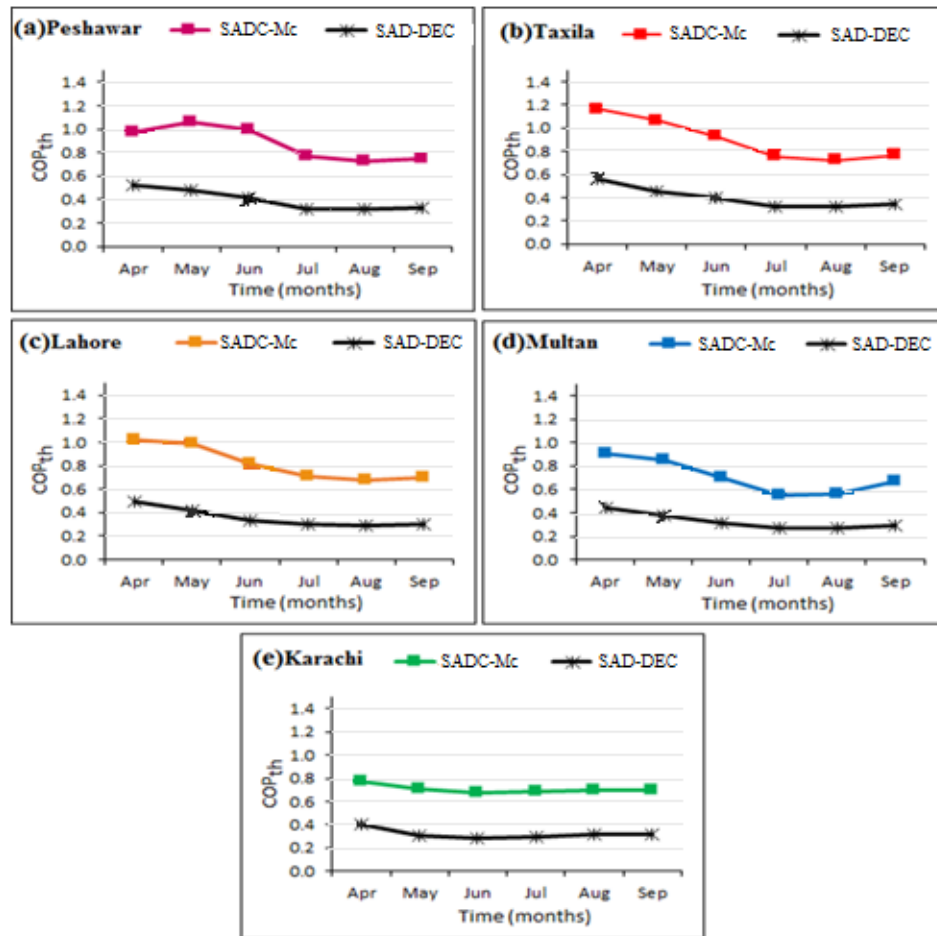 (a)Peshawar SADC-Mc SAD-DEC
1.4
1.2
1.0
0.8
0.6
0.4
0.2
0.0
COPth
Apr May Jun Jul Aug Sep
Time (months)
(b)Taxila SADC-Mc SAD-DEC
1.4
1.2
1.0
0.8
0.6
0.4
0.2
0.0
COPth
Apr May Jun Jul Aug Sep
Time (months)
(c)Lahore SADC-Mc SAD-DEC
1.4
1.2
1.0
0.8
0.6
0.4
0.2
0.0
COPth
Apr May Jun Jul Aug Sep
Time (months)
(d)Multan SADC-Mc SAD-DEC
1.4
1.2
1.0
0.8
0.6
0.4
0.2
0.0
COPth
Apr May Jun Jul Aug Sep
Time (months)
(e)Karachi SADC-Mc SAD-DEC
1.4
1.2
1.0
0.8
0.6
0.4
0.2
0.0
COPth
Apr May Jun Jul Aug Sep
Time (months)